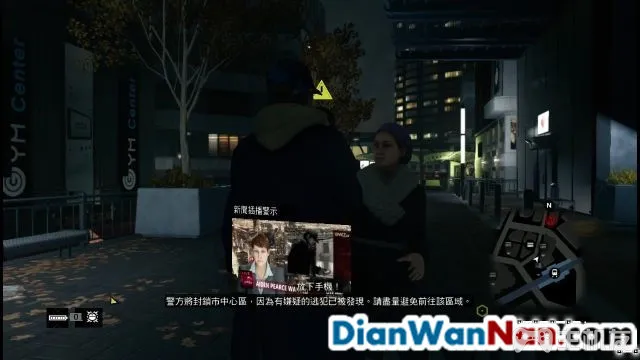 GYM Center
GYM Center
新聞插播警示
AIDEN PEARCE WA
放下手機！
警方將封鎖市中心區，因為有嫌疑的逃犯已被發現。請盡量避免前往該區域。
N
0
DianWanNan.com